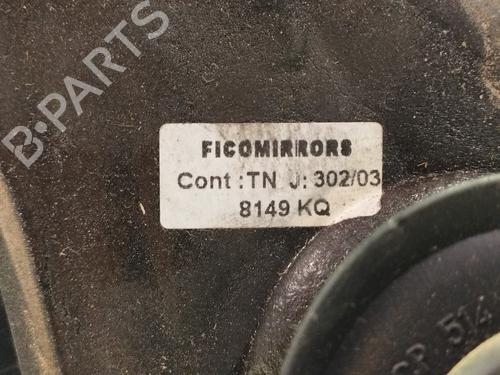 B-PARTS
FICOMIRRORS
Cont :TN J: 302/03
8149 KQ